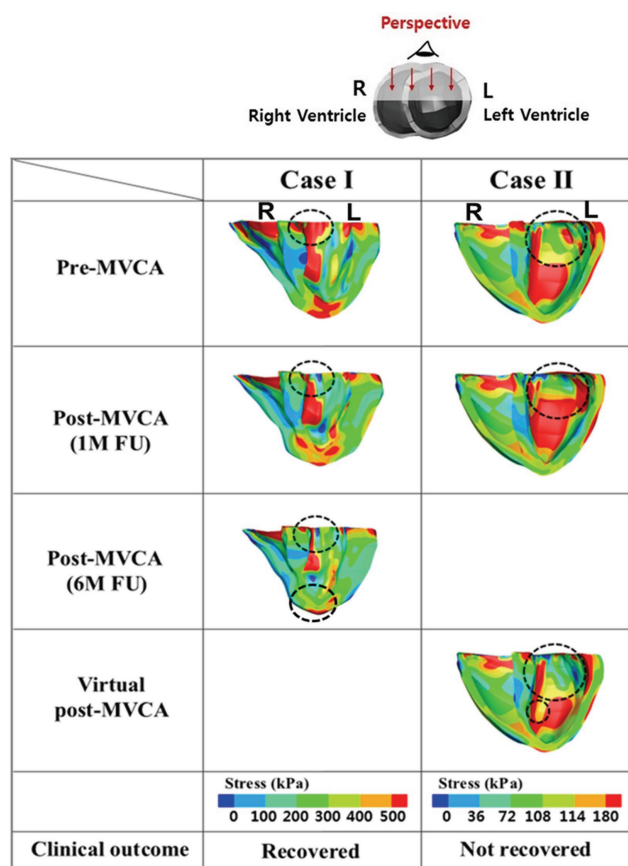 Perspective
R
L
Right Ventricle
Left Ventricle
Case I
Case II
Pre-MVCA
R
L
R
L
Post-MVCA
(1M FU)
Post-MVCA
(6M FU)
Virtual
post-MVCA
Stress (kPa)
0 100 200 300 400 500
Stress (kPa)
0 36 72 108 114 180
Clinical outcome
Recovered
Not recovered